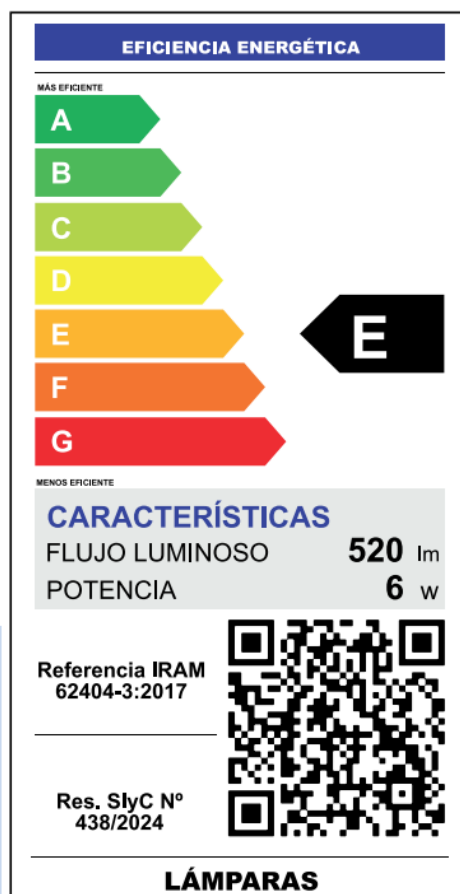 EFICIENCIA ENERGÉTICA
MÁS EFICIENTE
A
B
C
D
E
E
F
G
MENOS EFICIENTE
CARACTERÍSTICAS
FLUJO LUMINOSO 520 lm
POTENCIA 6 w
Referencia IRAM
62404-3:2017
Res. SIyC Nº
438/2024
LÁMPARAS